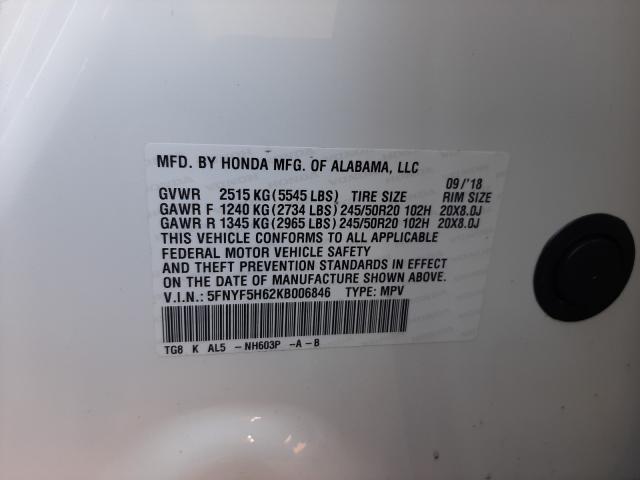 MFD. BY HONDA MFG. OF ALABAMA, LLC
09/'18
GVWR 2515 KG (5545 LBS) TIRE SIZE RIM SIZE
GAWR F 1240 KG (2734 LBS) 245/50R20 102H 20X8.0J
GAWR R 1345 KG (2965 LBS) 245/50R20 102H 20X8.0J
THIS VEHICLE CONFORMS TO ALL APPLICABLE
FEDERAL MOTOR VEHICLE SAFETY
AND THEFT PREVENTION STANDARDS IN EFFECT
ON THE DATE OF MANUFACTURE SHOWN ABOVE.
V.I.N.: 5FNYF5H62KB006846 TYPE: MPV
TG8 K AL5 -NH603P -A-B